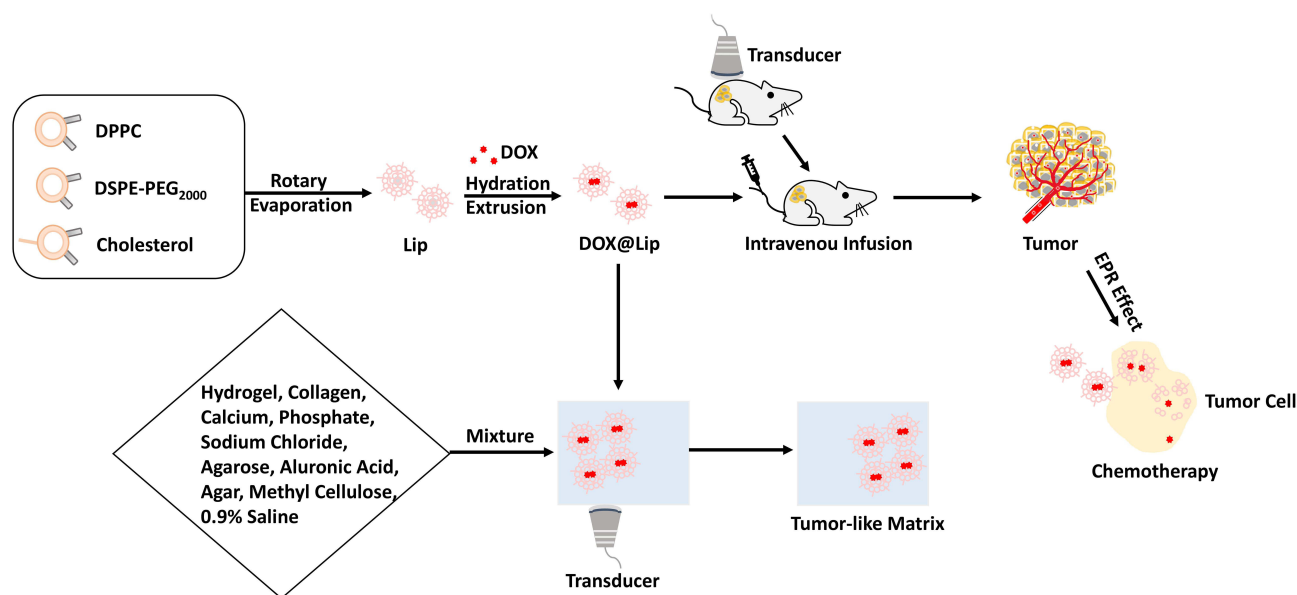 Transducer
DPPC
DSPE-PEG2000
Cholesterol
Rotary
Evaporation
Lip
DOX
Hydration
Extrusion
DOX@Lip
Intravenou Infusion
Tumor
EPR Effect
Tumor Cell
Chemotherapy
Hydrogel, Collagen,
Calcium, Phosphate,
Sodium Chloride,
Agarose, Aluronic Acid,
Agar, Methyl Cellulose,
0.9% Saline
Mixture
Transducer
Tumor-like Matrix